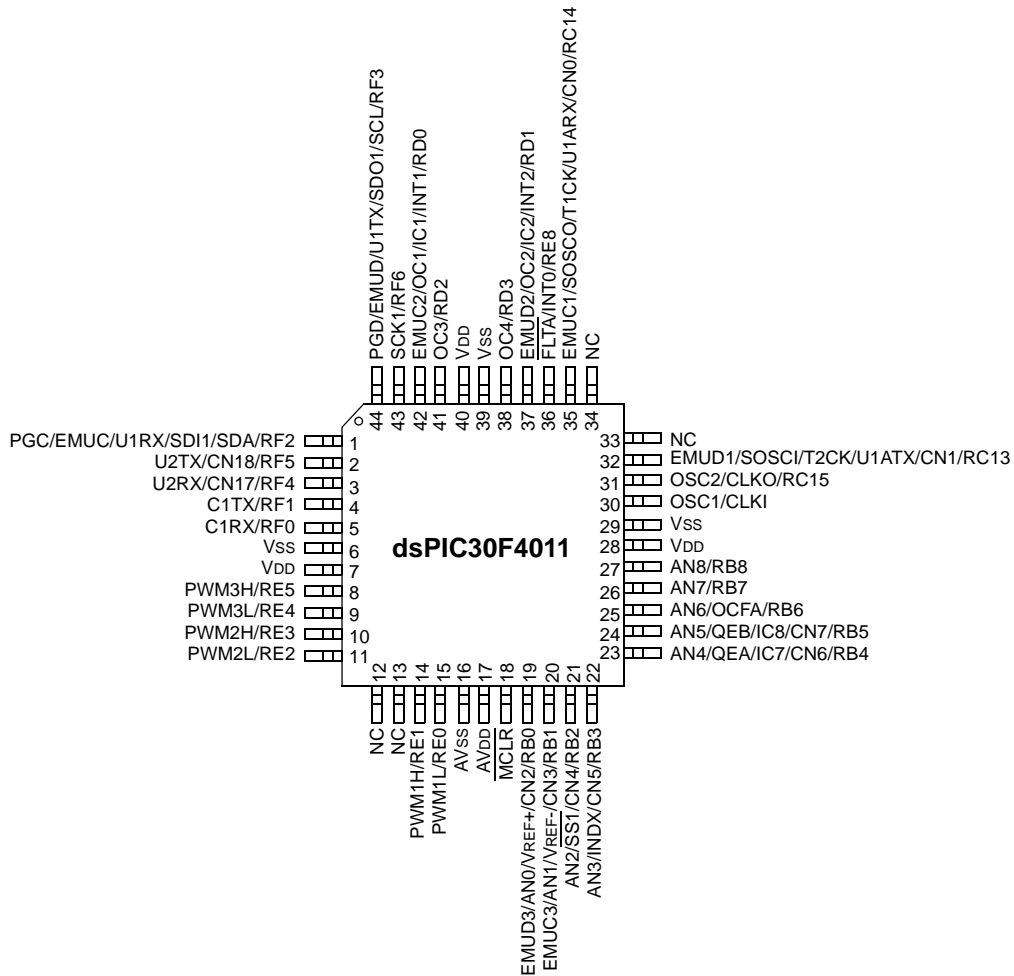 PGD/EMUD/U1TX/SDO1/SCL/RF3
SCK1/RF6
EMUC2/OC1/IC1/INT1/RD0
OC3/RD2
VDD
VSS
OC4/RD3
EMUD2/OC2/IC2/INT2/RD1
FLTA/INT0/RE8
EMUC1/SOSCO/T1CK/U1ARX/CN0/RC14
NC
44
43
42
41
40
39
38
37
36
35
34
PGC/EMUC/U1RX/SDI1/SDA/RF2 1
U2TX/CN18/RF5 2
U2RX/CN17/RF4 3
C1TX/RF1 4
C1RX/RF0 5
VSS 6
VDD 7
PWM3H/RE5 8
PWM3L/RE4 9
PWM2H/RE3 10
PWM2L/RE2 11
dsPIC30F4011
33 NC
32 EMUD1/SOSCI/T2CK/U1ATX/CN1/RC13
31 OSC2/CLKO/RC15
30 OSC1/CLKI
29 VSS
28 VDD
27 AN8/RB8
26 AN7/RB7
25 AN6/OCFA/RB6
24 AN5/QEB/IC8/CN7/RB5
23 AN4/QEA/IC7/CN6/RB4
12
13
14
15
16
17
18
19
20
21
22
NC
NC
PWM1H/RE1
PWM1L/RE0
AVSS
AVDD
MCLR
EMUD3/AN0/VREF+/CN2/RB0
EMUC3/AN1/VREF-/CN3/RB1
AN2/SS1/CN4/RB2
AN3/INDX/CN5/RB3